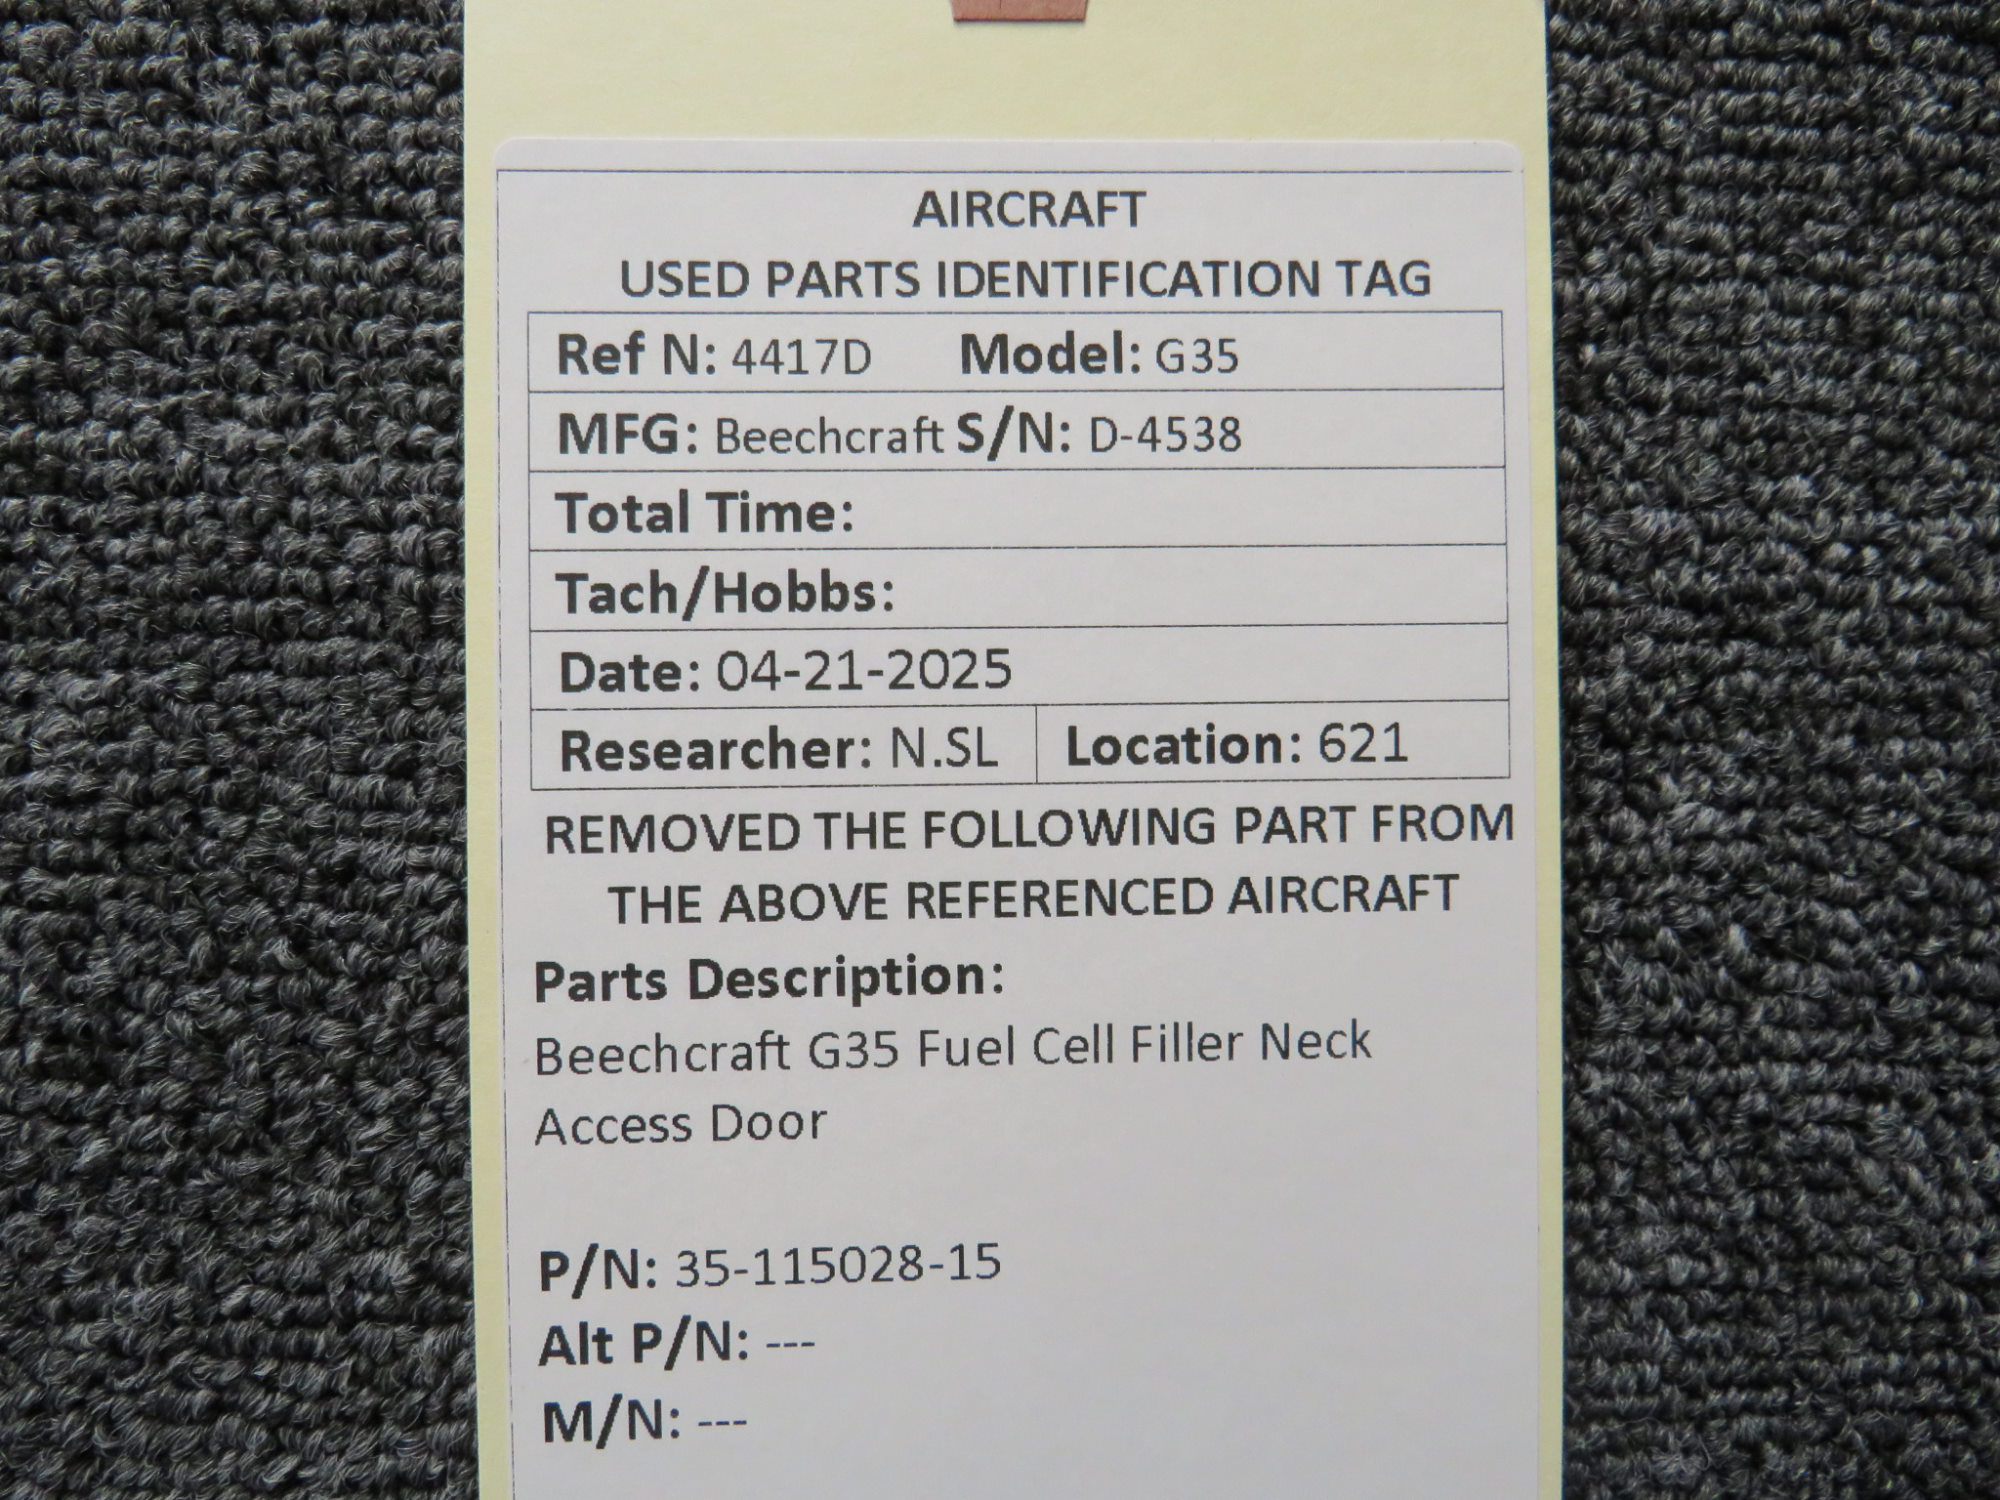 AIRCRAFT
USED PARTS IDENTIFICATION TAG
Ref N: 4417D Model: G35
MFG: Beechcraft S/N: D-4538
Total Time:
Tach/Hobbs:
Date: 04-21-2025
Researcher: N.SL Location: 621
REMOVED THE FOLLOWING PART FROM
THE ABOVE REFERENCED AIRCRAFT
Parts Description:
Beechcraft G35 Fuel Cell Filler Neck
Access Door
P/N: 35-115028-15
Alt P/N: ---
M/N: ---